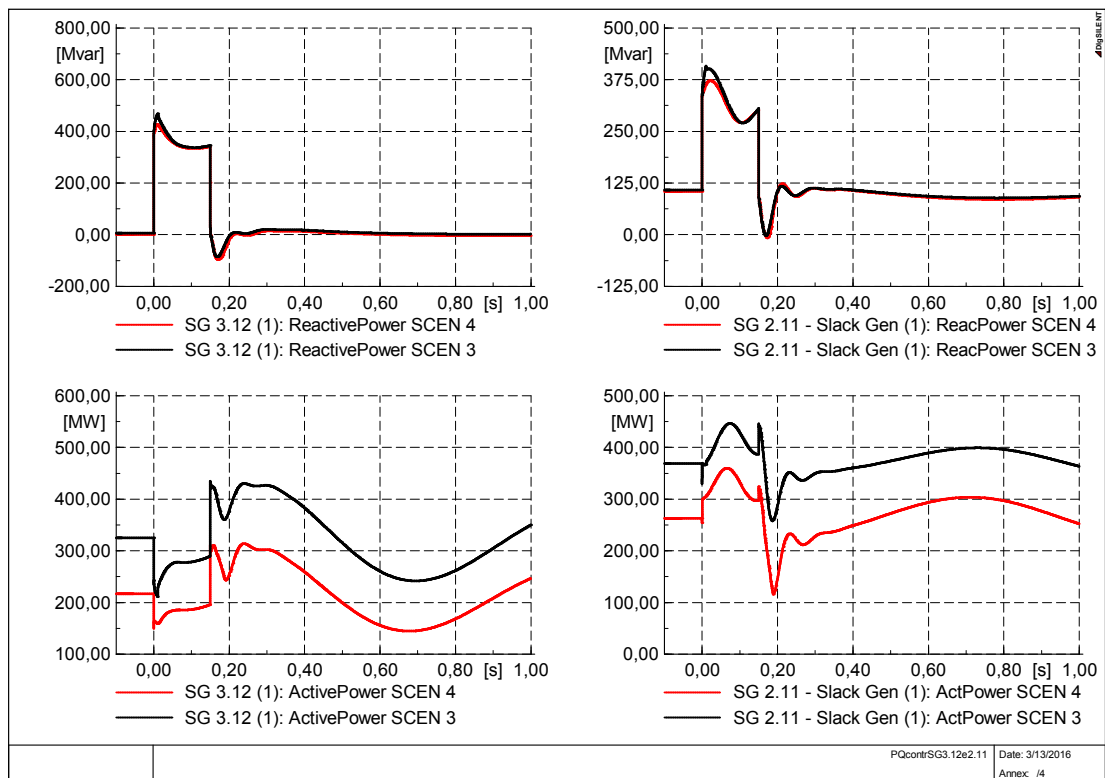 800,00
[Mvar]
600,00
400,00
200,00
0,00
-200,00
0,00 0,20 0,40 0,60 0,80 [s] 1,00
SG 3.12 (1): ReactivePower SCEN 4
SG 3.12 (1): ReactivePower SCEN 3
500,00
[Mvar]
375,00
250,00
125,00
0,00
-125,00
0,00 0,20 0,40 0,60 0,80 [s] 1,00
SG 2.11 - Slack Gen (1): ReacPower SCEN 4
SG 2.11 - Slack Gen (1): ReacPower SCEN 3
DIgSILENT
600,00
[MW]
500,00
400,00
300,00
200,00
100,00
0,00 0,20 0,40 0,60 0,80 [s] 1,00
SG 3.12 (1): ActivePower SCEN 4
SG 3.12 (1): ActivePower SCEN 3
500,00
[MW]
400,00
300,00
200,00
100,00
0,00
0,00 0,20 0,40 0,60 0,80 [s] 1,00
SG 2.11 - Slack Gen (1): ActPower SCEN 4
SG 2.11 - Slack Gen (1): ActPower SCEN 3
PQcontrSG3.12e2.11
Date: 3/13/2016
Annex: /4